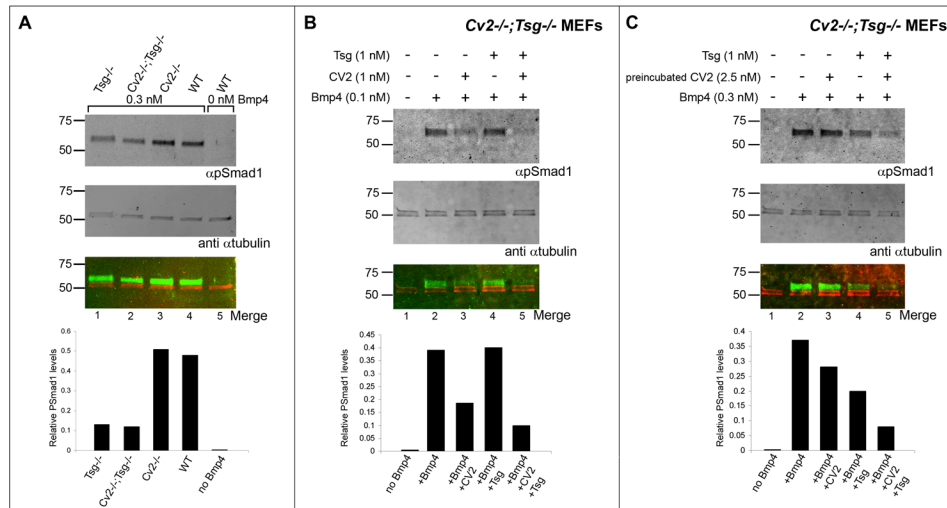 A
Tsg-/-
Cv2-/-;Tsg-/-
Cv2-/-
WT
WT
0.3 nM
0 nM Bmp4
75
50
αpSmad1
75
50
anti αtubulin
75
50
1 2 3 4 5 Merge
Relative PSmad1 levels
0.6
0.5
0.4
0.3
0.2
0.1
0
Tsg-/-
Cv2-/-;Tsg-/-
Cv2-/-
WT
no Bmp4
B
Cv2-/-;Tsg-/- MEFs
Tsg (1 nM) - - - + +
CV2 (1 nM) - - + - +
Bmp4 (0.1 nM) - + + + +
75
50
αpSmad1
75
50
anti αtubulin
75
50
1 2 3 4 5 Merge
Relative PSmad1 levels
0.45
0.4
0.35
0.3
0.25
0.2
0.15
0.1
0.05
0
no Bmp4
+Bmp4
+Bmp4
+CV2
+Bmp4
+Tsg
+Bmp4
+CV2
+Tsg
C
Cv2-/-;Tsg-/- MEFs
Tsg (1 nM) - - - + +
preincubated CV2 (2.5 nM) - - + - +
Bmp4 (0.3 nM) - + + + +
75
50
αpSmad1
75
50
anti αtubulin
75
50
1 2 3 4 5 Merge
Relative PSmad1 levels
0.4
0.35
0.3
0.25
0.2
0.15
0.1
0.05
0
no Bmp4
+Bmp4
+Bmp4
+CV2
+Bmp4
+Tsg
+Bmp4
+CV2
+Tsg